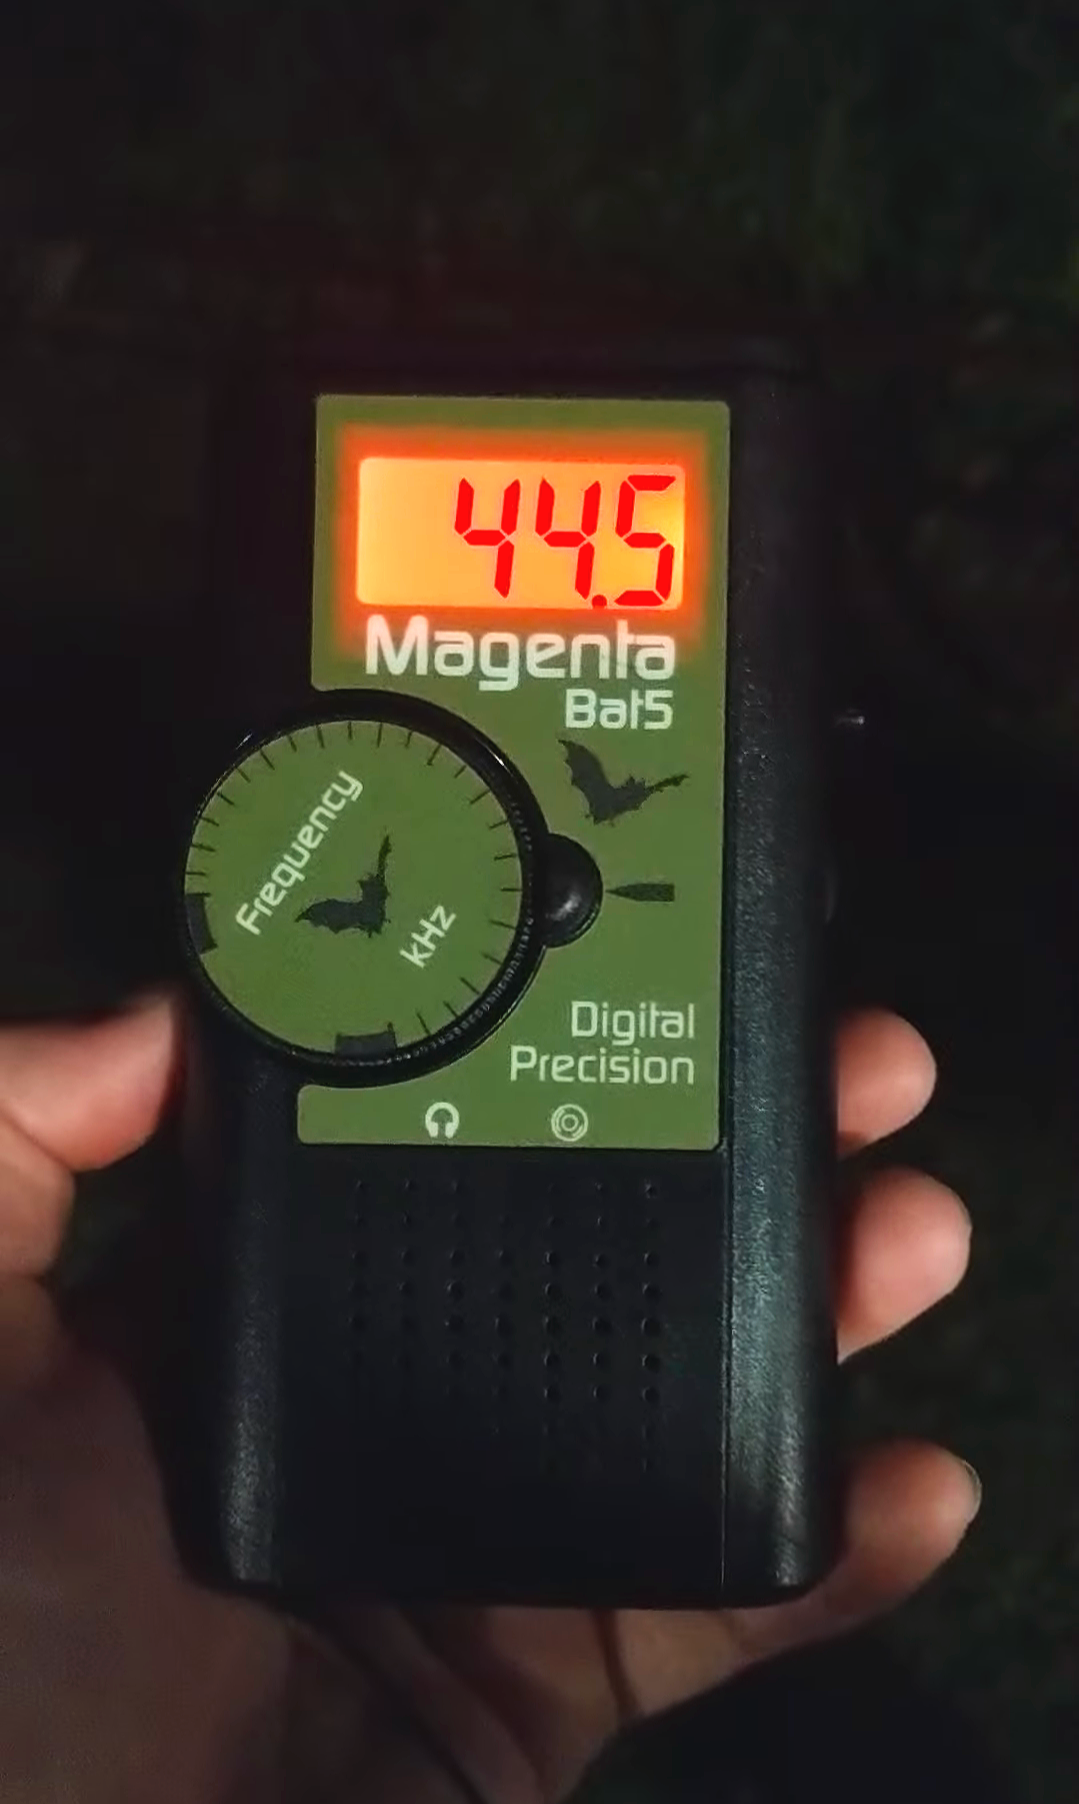 44.5
Magenta
Bat5
Frequency
kHz
Digital
Precision